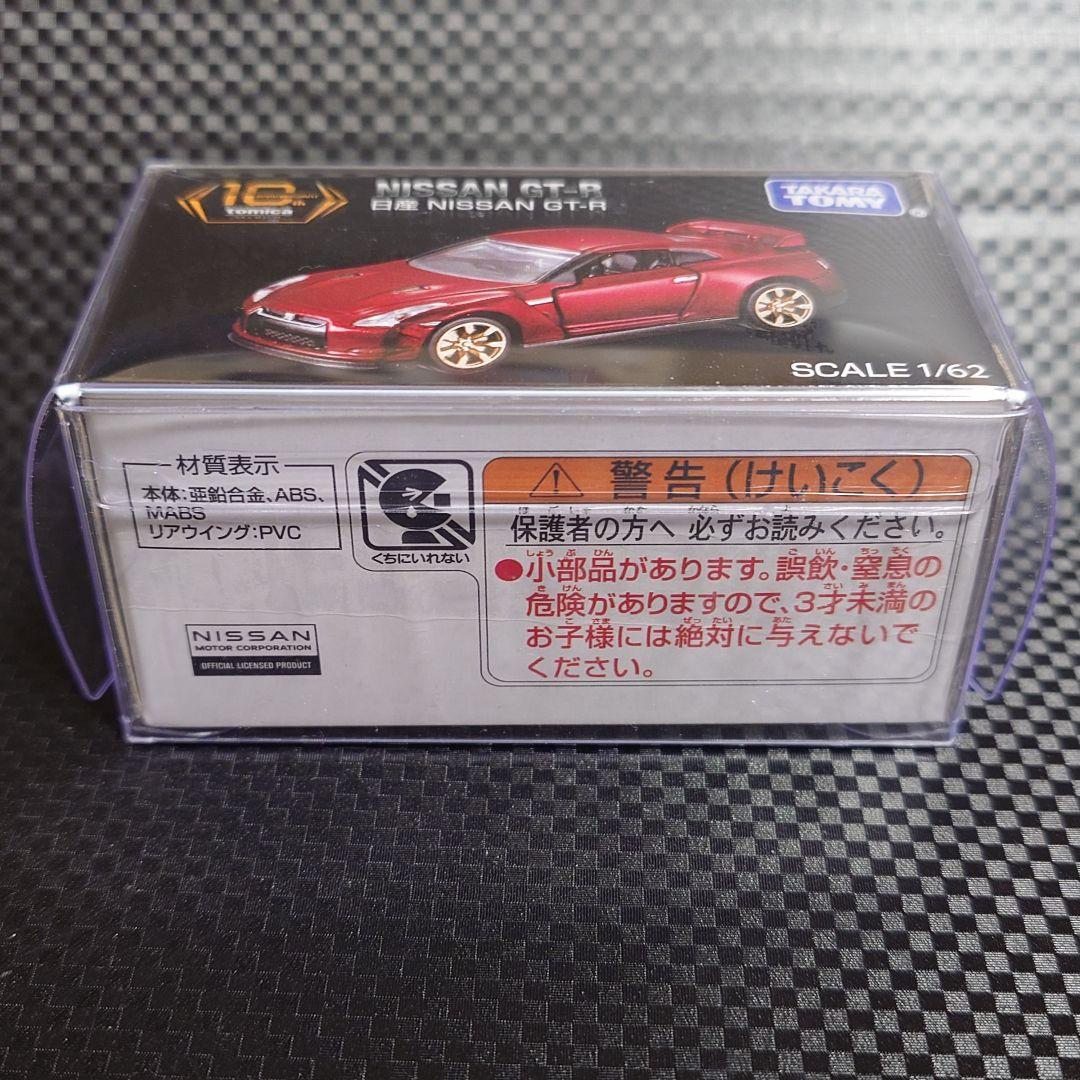 10th
tomica
NISSAN GT-R
日産 NISSAN GT-R
TAKARA
TOMY
®
SCALE 1/62
材質表示
本体:亜鉛合金、ABS、
MABS
リアウイング:PVC
くちにいれない
NISSAN
MOTOR CORPORATION
OFFICIAL LICENSED PRODUCT
警告(けいこく)
保護者の方へ 必ずお読みください。
●小部品があります。誤飲・窒息の
危険がありますので、3才未満の
お子様には絶対に与えないで
ください。